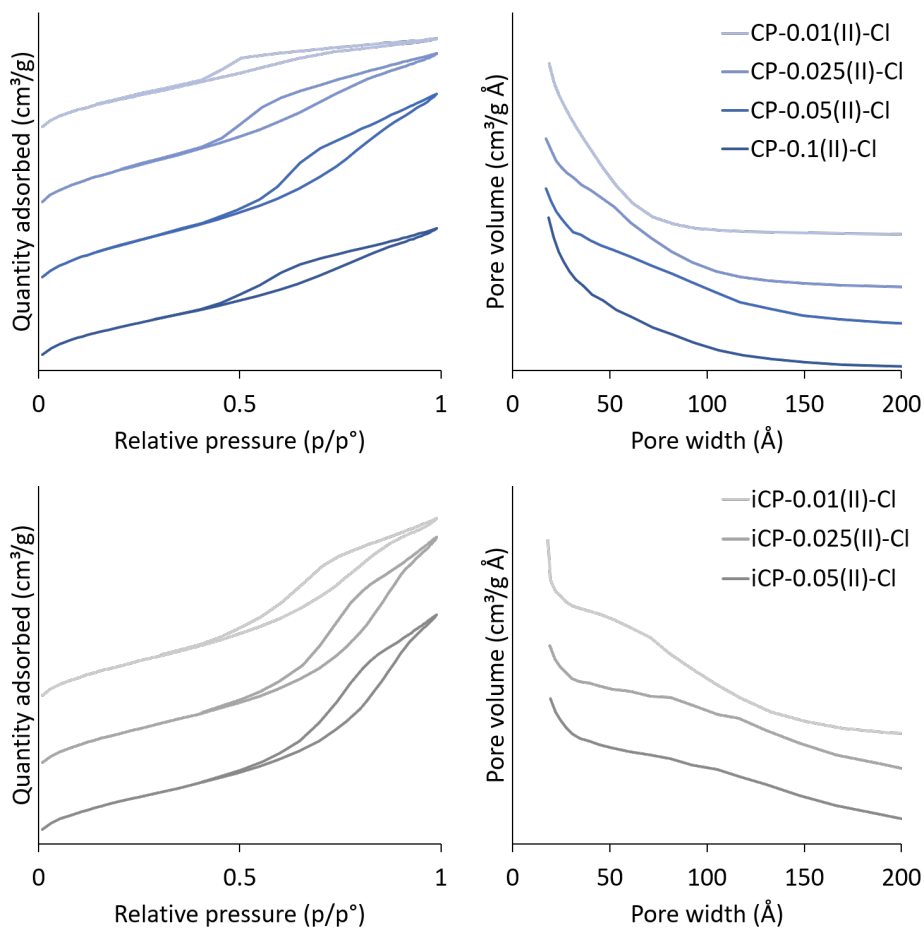 Quantity adsorbed (cm³/g)
0
0.5
1
Relative pressure (p/p°)
Pore volume (cm³/g Å)
CP-0.01(II)-Cl
CP-0.025(II)-Cl
CP-0.05(II)-Cl
CP-0.1(II)-Cl
0
50
100
150
200
Pore width (Å)
Quantity adsorbed (cm³/g)
0
0.5
1
Relative pressure (p/p°)
Pore volume (cm³/g Å)
iCP-0.01(II)-Cl
iCP-0.025(II)-Cl
iCP-0.05(II)-Cl
0
50
100
150
200
Pore width (Å)